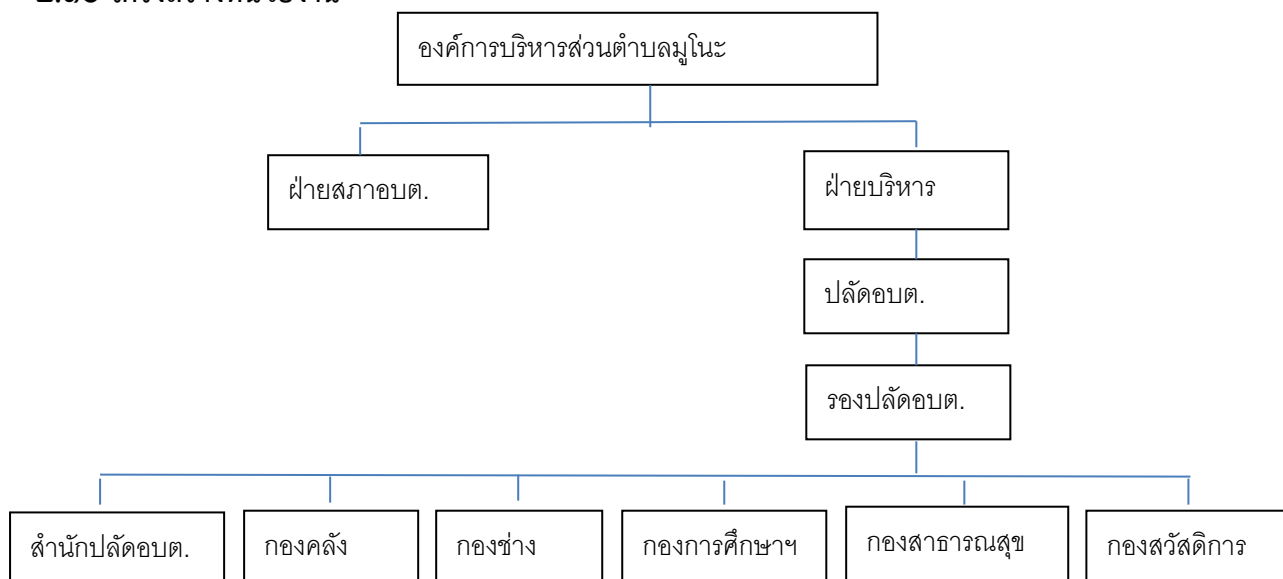 องค์การบริหารส่วนตำบลมูโนะ
ฝ่ายสภาอบต.
ฝ่ายบริหาร
ปลัดอบต.
รองปลัดอบต.
สำนักปลัดอบต.
กองคลัง
กองช่าง
กองการศึกษาฯ
กองสาธารณสุข
กองสวัสดิการ